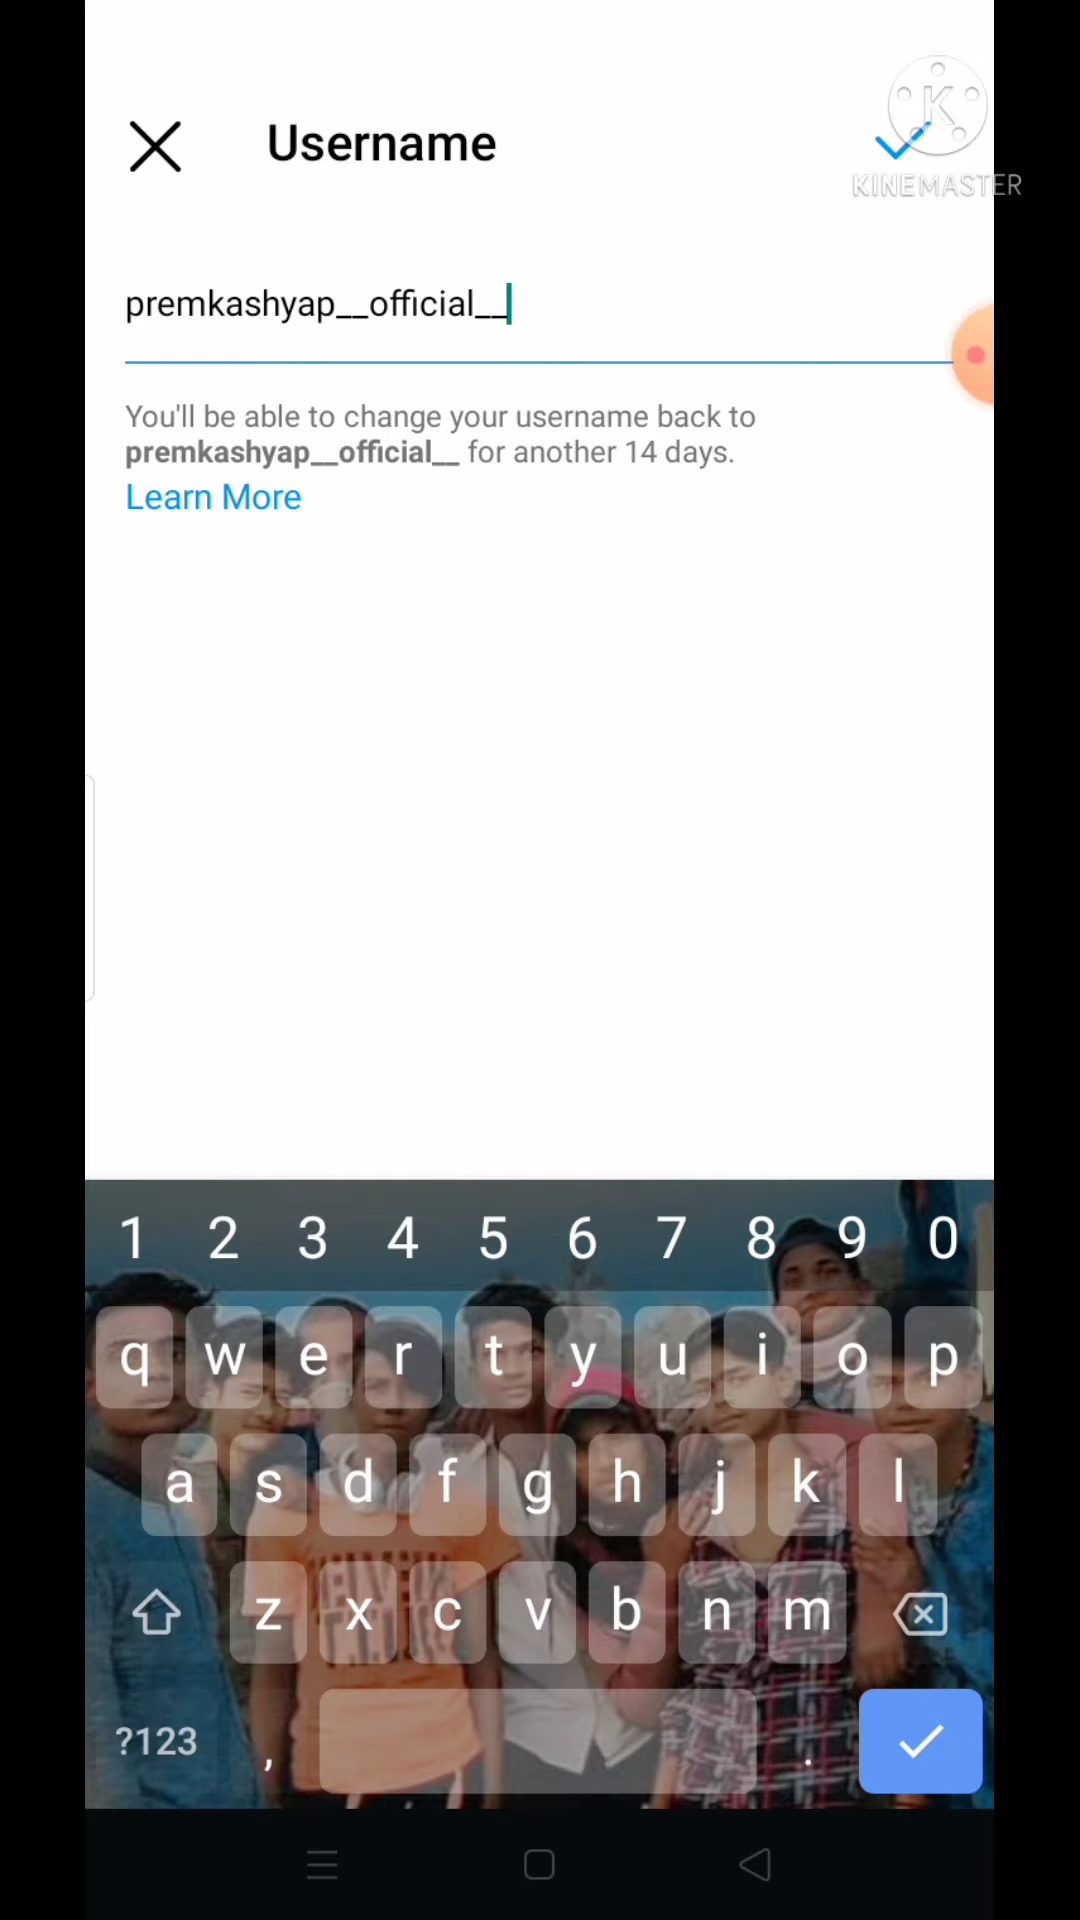 Username
K
KINEMASTER
premkashyap__official__
You'll be able to change your username back to
premkashyap__official__ for another 14 days.
Learn More
1 2 3 4 5 6 7 8 9 0
q w e r t y u i o p
a s d f g h j k l
z x c v b n m
?123 , .